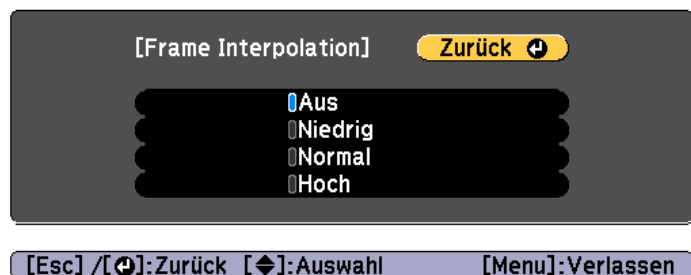 [Frame Interpolation] Zurück
Aus
Niedrig
Normal
Hoch
[Esc] /[⏎]:Zurück [◆]:Auswahl [Menu]:Verlassen